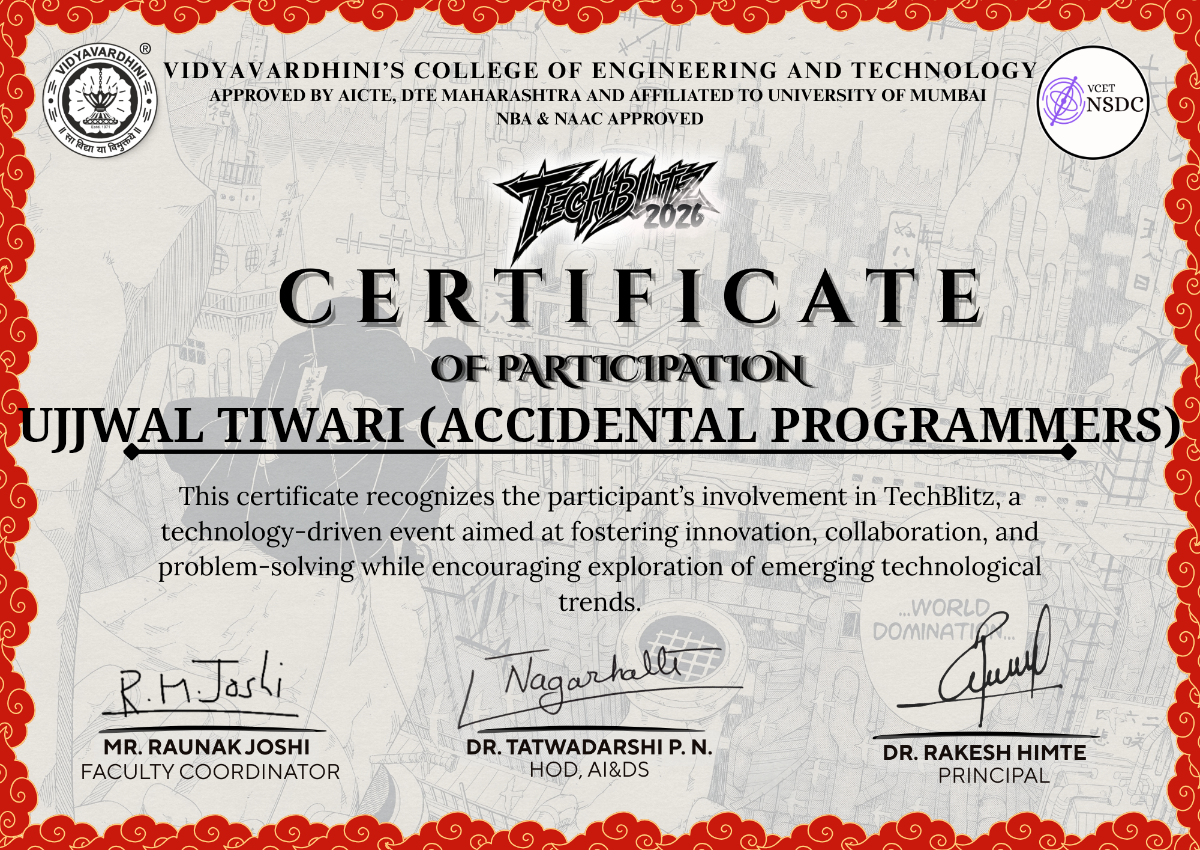 VIDYAVARDHINI
®
Estd. 1971
॥ सा विद्या या विमुक्तये ॥
VIDYAVARDHINI'S COLLEGE OF ENGINEERING AND TECHNOLOGY
APPROVED BY AICTE, DTE MAHARASHTRA AND AFFILIATED TO UNIVERSITY OF MUMBAI
NBA & NAAC APPROVED
VCET
NSDC
TECHBLITZ
2026
CERTIFICATE
OF PARTICIPATION
UJJWAL TIWARI (ACCIDENTAL PROGRAMMERS)
This certificate recognizes the participant's involvement in TechBlitz, a
technology-driven event aimed at fostering innovation, collaboration, and
problem-solving while encouraging exploration of emerging technological
trends.
...WORLD
DOMINATION...
R.M.Joshi
Nagarhalli
MR. RAUNAK JOSHI
FACULTY COORDINATOR
DR. TATWADARSHI P. N.
HOD, AI&DS
DR. RAKESH HIMTE
PRINCIPAL